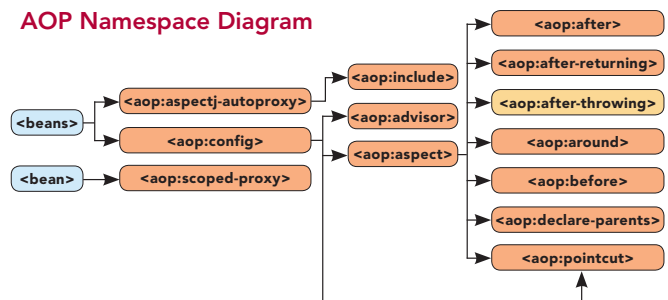 AOP Namespace Diagram
<aop:after>
<aop:after-returning>
<aop:include>
<aop:aspectj-autoproxy>
<aop:after-throwing>
<beans>
<aop:advisor>
<aop:config>
<aop:around>
<aop:aspect>
<bean>
<aop:scoped-proxy>
<aop:before>
<aop:declare-parents>
<aop:pointcut>